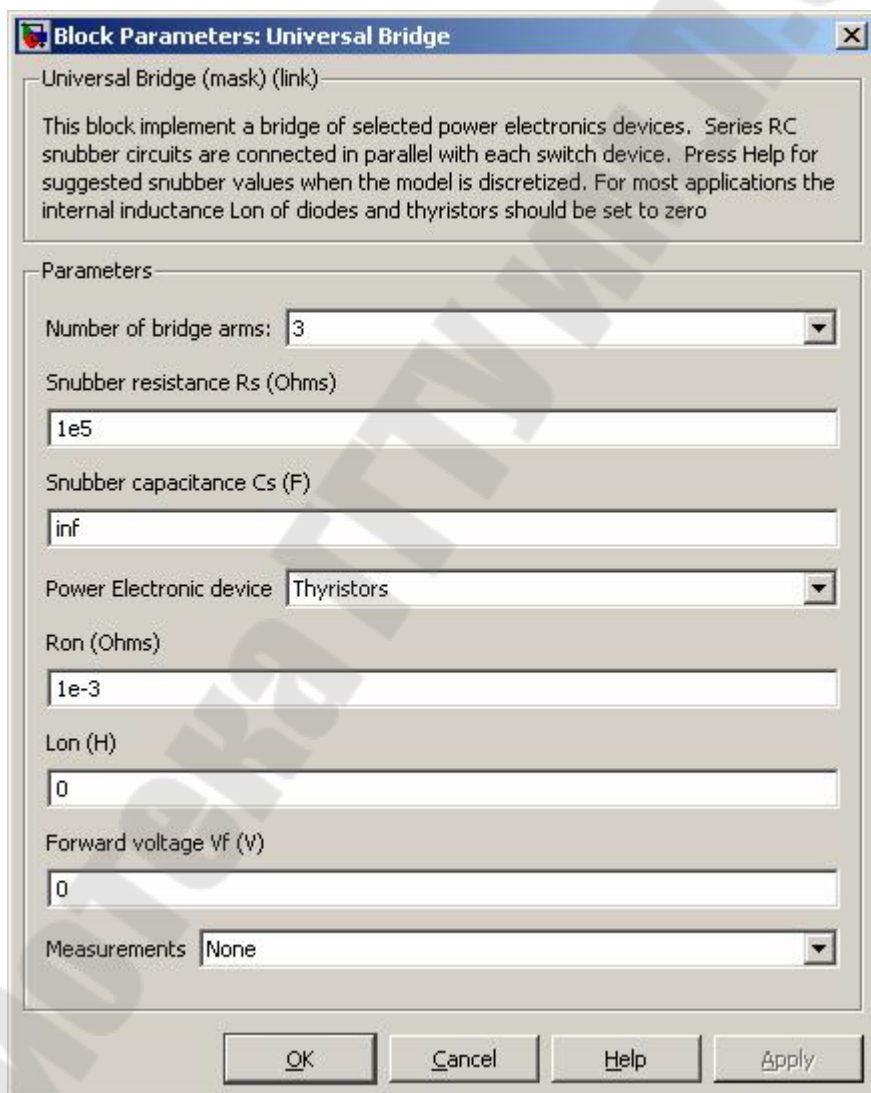 Block Parameters: Universal Bridge
Universal Bridge (mask) (link)
This block implement a bridge of selected power electronics devices. Series RC
snubber circuits are connected in parallel with each switch device. Press Help for
suggested snubber values when the model is discretized. For most applications the
internal inductance Lon of diodes and thyristors should be set to zero
Parameters
Number of bridge arms: 3
Snubber resistance Rs (Ohms)
1e5
Snubber capacitance Cs (F)
inf
Power Electronic device Thyristors
Ron (Ohms)
1e-3
Lon (H)
0
Forward voltage Vf (V)
0
Measurements None
OK Cancel Help Apply